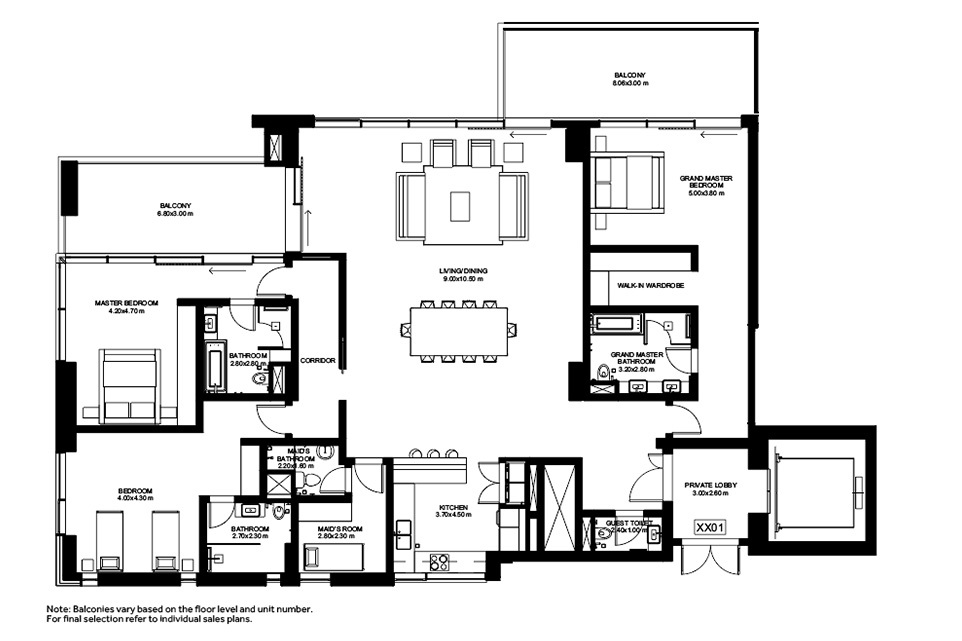 BALCONY
6.06x3.00 m
GRAND MASTER
BEDROOM
5.00x3.80 m
BALCONY
6.80x3.00 m
LIVING/DINING
9.00x10.50 m
WALK-IN WARDROBE
MASTER BEDROOM
4.20x4.70 m
BATHROOM
2.80x2.80 m
CORRIDOR
GRAND MASTER
BATHROOM
3.20x2.80 m
MAID'S
BATHROOM
2.20x1.60 m
BEDROOM
4.00x4.30 m
PRIVATE LOBBY
3.00x2.60 m
KITCHEN
3.70x4.50 m
BATHROOM
2.70x2.30 m
MAID'S ROOM
2.80x2.30 m
GUEST TOILET
2.40x1.00 m
XX01
Note: Balconies vary based on the floor level and unit number.
For final selection refer to individual sales plans.